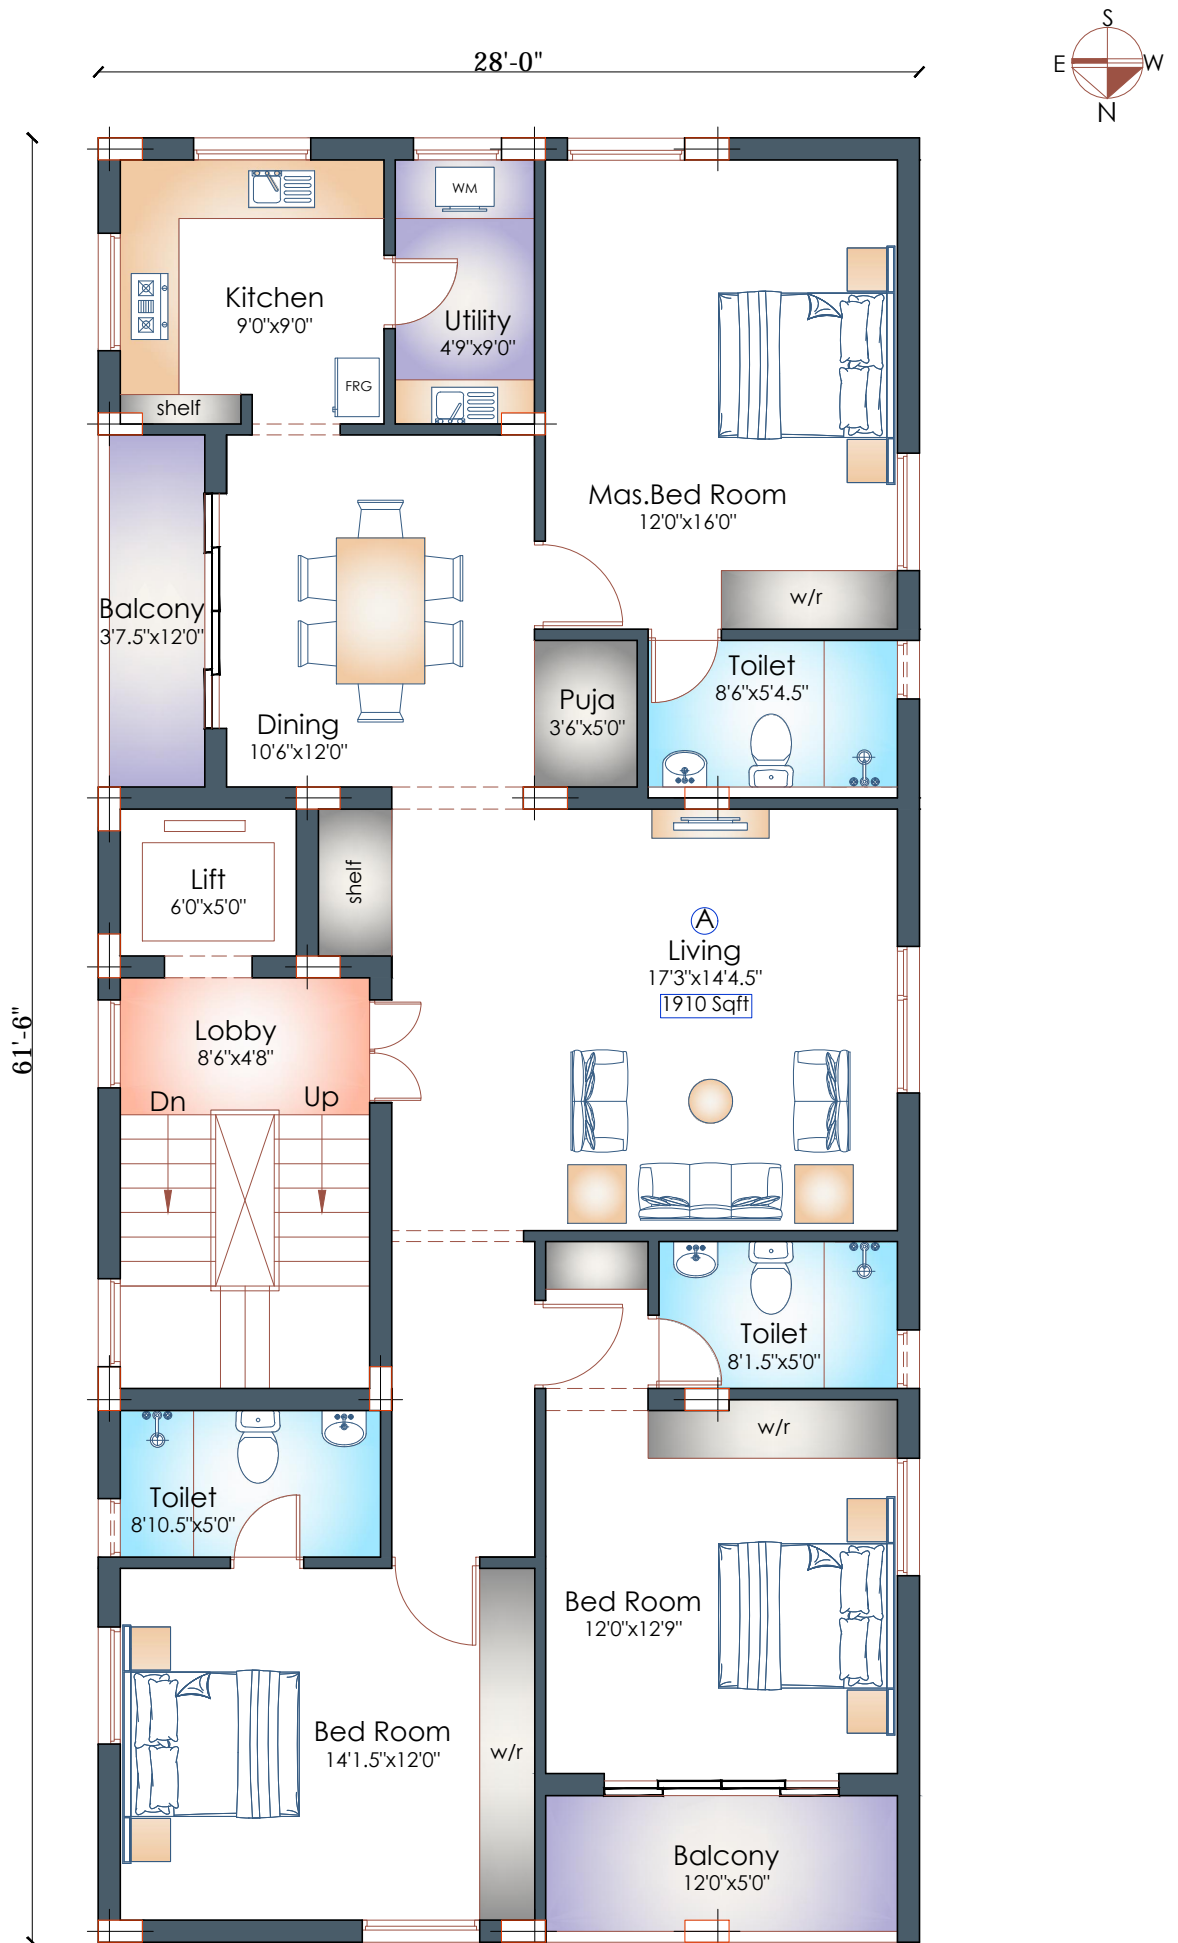 S
E W
N
28'-0"
61'-6"
WM
Kitchen
9'0"x9'0"
Utility
4'9"x9'0"
FRG
shelf
Mas.Bed Room
12'0"x16'0"
w/r
Balcony
3'7.5"x12'0"
Dining
10'6"x12'0"
Puja
3'6"x5'0"
Toilet
8'6"x5'4.5"
Lift
6'0"x5'0"
shelf
A
Living
17'3"x14'4.5"
1910 Sqft
Lobby
8'6"x4'8"
Dn
Up
Toilet
8'1.5"x5'0"
w/r
Toilet
8'10.5"x5'0"
Bed Room
12'0"x12'9"
Bed Room
14'1.5"x12'0"
w/r
Balcony
12'0"x5'0"